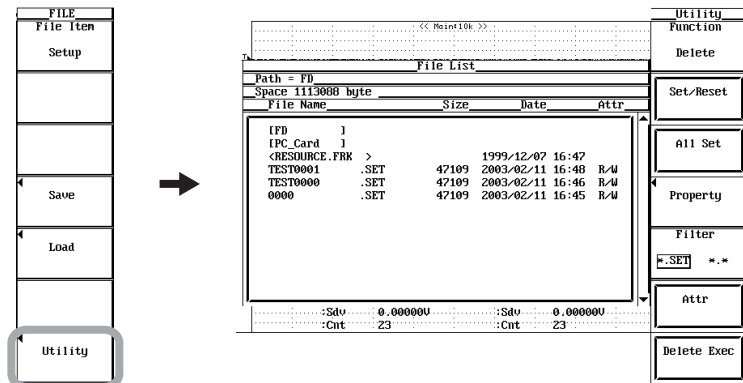 FILE
File Item
Setup
Save
Load
Utility
<< Main:10k >>
File List
Path = FD
Space 1113088 byte
File Name Size Date Attr
[FD ]
[PC_Card ]
<RESOURCE.FRK > 1999/12/07 16:47
TEST0001 .SET 47109 2003/02/11 16:48 R/W
TEST0000 .SET 47109 2003/02/11 16:46 R/W
0000 .SET 47109 2003/02/11 16:45 R/W
:Sdv 0.00000V :Sdv 0.00000V
:Cnt 23 :Cnt 23
Utility
Function
Delete
Set/Reset
All Set
Property
Filter
*.SET *.*
Attr
Delete Exec